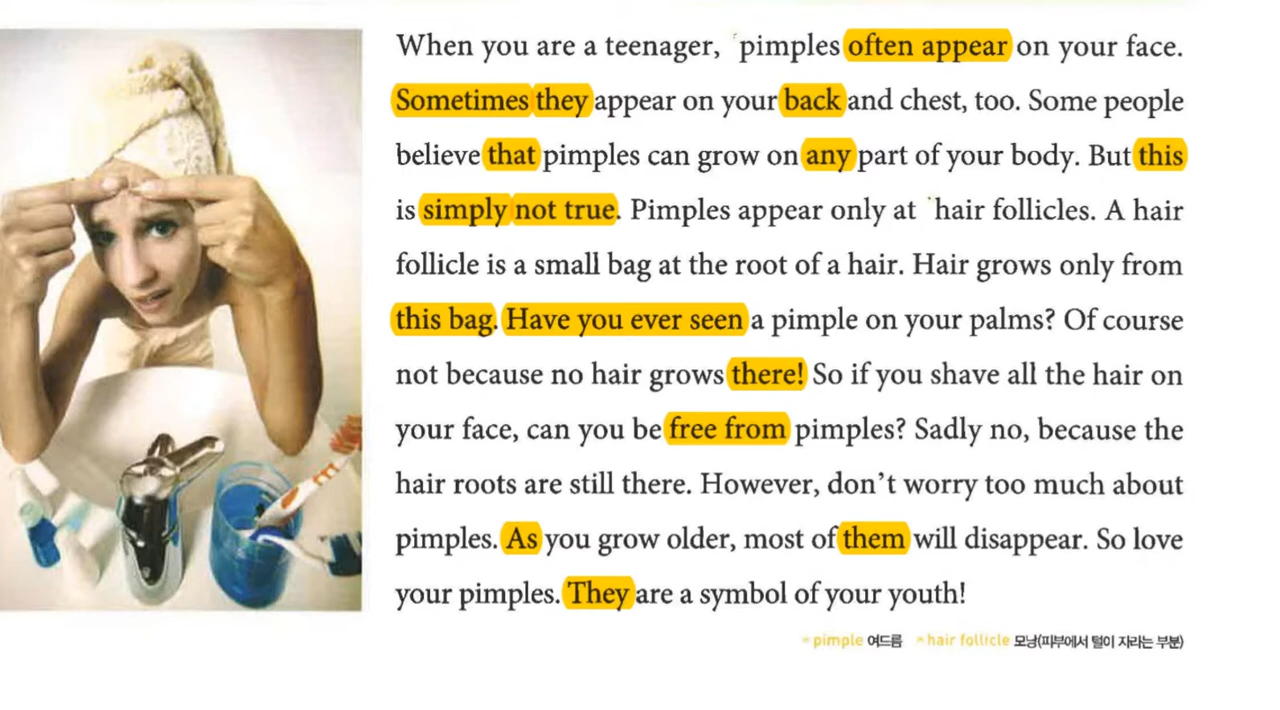 When you are a teenager, *pimples often appear on your face.
Sometimes they appear on your back and chest, too. Some people
believe that pimples can grow on any part of your body. But this
is simply not true. Pimples appear only at *hair follicles. A hair
follicle is a small bag at the root of a hair. Hair grows only from
this bag. Have you ever seen a pimple on your palms? Of course
not because no hair grows there! So if you shave all the hair on
your face, can you be free from pimples? Sadly no, because the
hair roots are still there. However, don't worry too much about
pimples. As you grow older, most of them will disappear. So love
your pimples. They are a symbol of your youth!
*pimple 여드름 *hair follicle 모낭(피부에서 털이 자라는 부분)